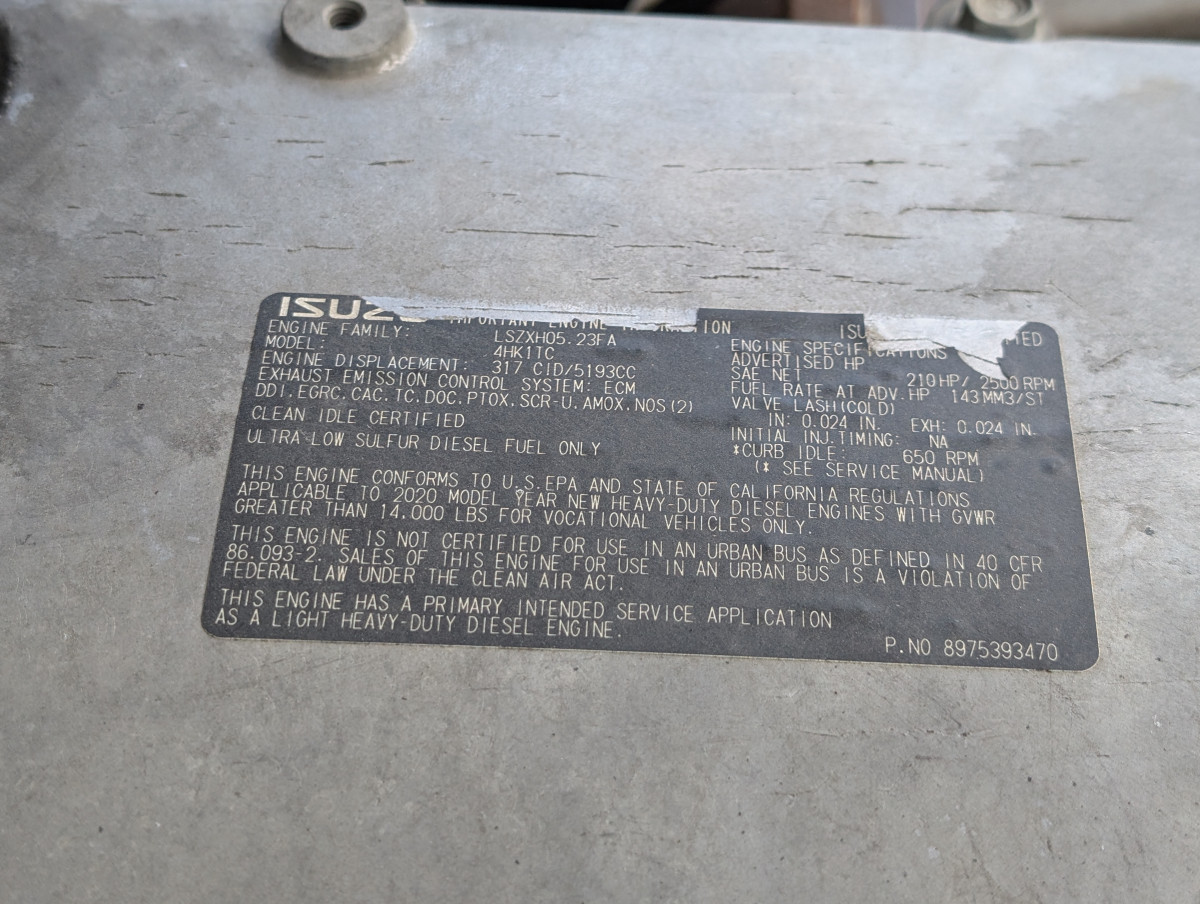 ISUZ
IMPORTANT ENGINE
ENGINE FAMILY: LSZXH05.23FA
MODEL: 4HK1TC
ENGINE DISPLACEMENT: 317 CID/5193CC
EXHAUST EMISSION CONTROL SYSTEM: ECM
DDI.EGRC.CAC.TC.DOC.PTOX.SCR-U.AMOX.NOS(2)
CLEAN IDLE CERTIFIED
ULTRA LOW SULFUR DIESEL FUEL ONLY
ENGINE SPECIFICATIONS
ADVERTISED HP
SAE NET 210HP/ 2500RPM
FUEL RATE AT ADV.HP 143MM3/ST
VALVE LASH(COLD)
IN: 0.024 IN. EXH: 0.024 IN.
INITIAL INJ.TIMING: NA
*CURB IDLE: 650 RPM
(* SEE SERVICE MANUAL)
THIS ENGINE CONFORMS TO U.S.EPA AND STATE OF CALIFORNIA REGULATIONS
APPLICABLE TO 2020 MODEL YEAR NEW HEAVY-DUTY DIESEL ENGINES WITH GVWR
GREATER THAN 14.000 LBS FOR VOCATIONAL VEHICLES ONLY.
THIS ENGINE IS NOT CERTIFIED FOR USE IN AN URBAN BUS AS DEFINED IN 40 CFR
86.093-2. SALES OF THIS ENGINE FOR USE IN AN URBAN BUS IS A VIOLATION OF
FEDERAL LAW UNDER THE CLEAN AIR ACT.
THIS ENGINE HAS A PRIMARY INTENDED SERVICE APPLICATION
AS A LIGHT HEAVY-DUTY DIESEL ENGINE.
P.NO 8975393470